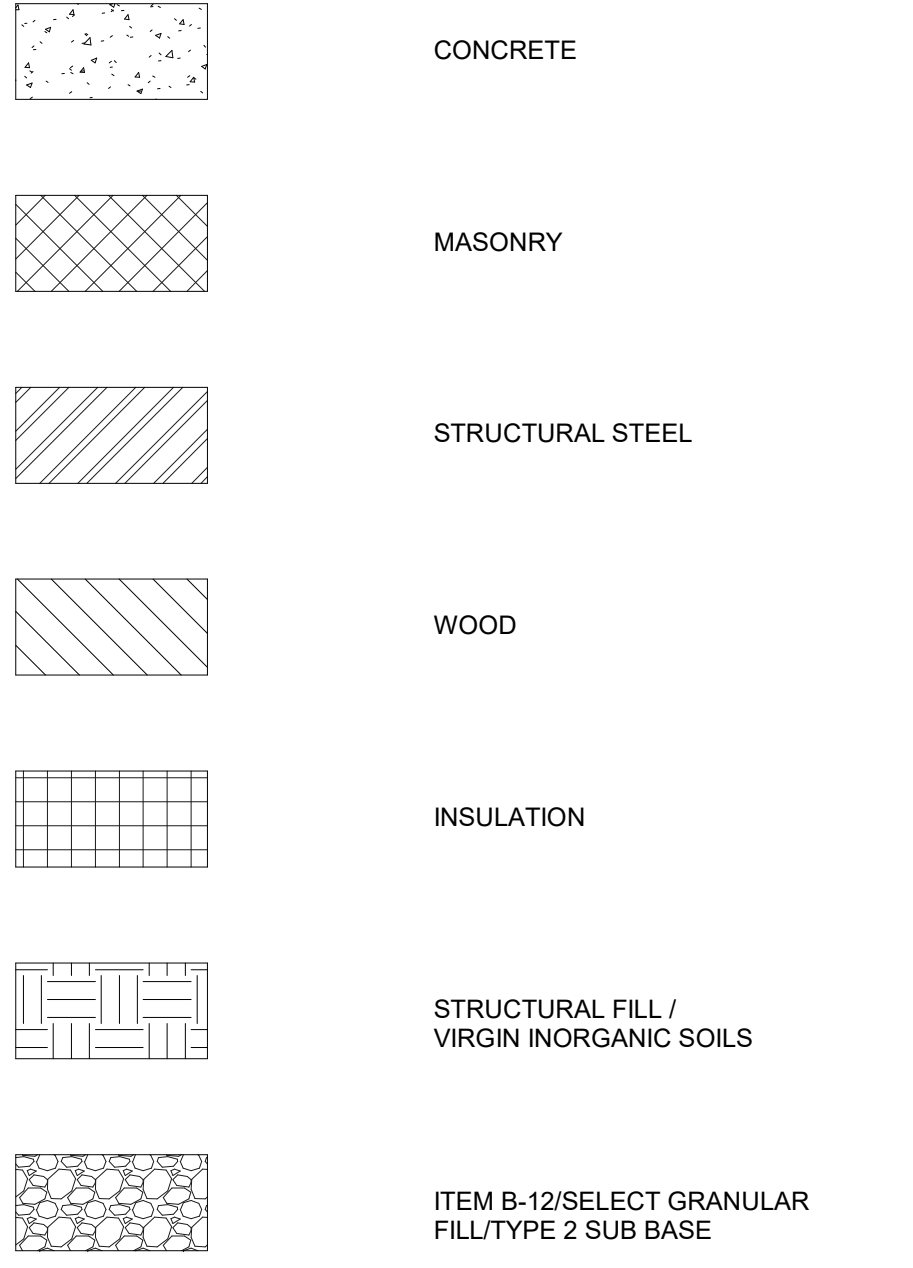 CONCRETE
MASONRY
STRUCTURAL STEEL
WOOD
INSULATION
STRUCTURAL FILL /
VIRGIN INORGANIC SOILS
ITEM B-12/SELECT GRANULAR
FILL/TYPE 2 SUB BASE